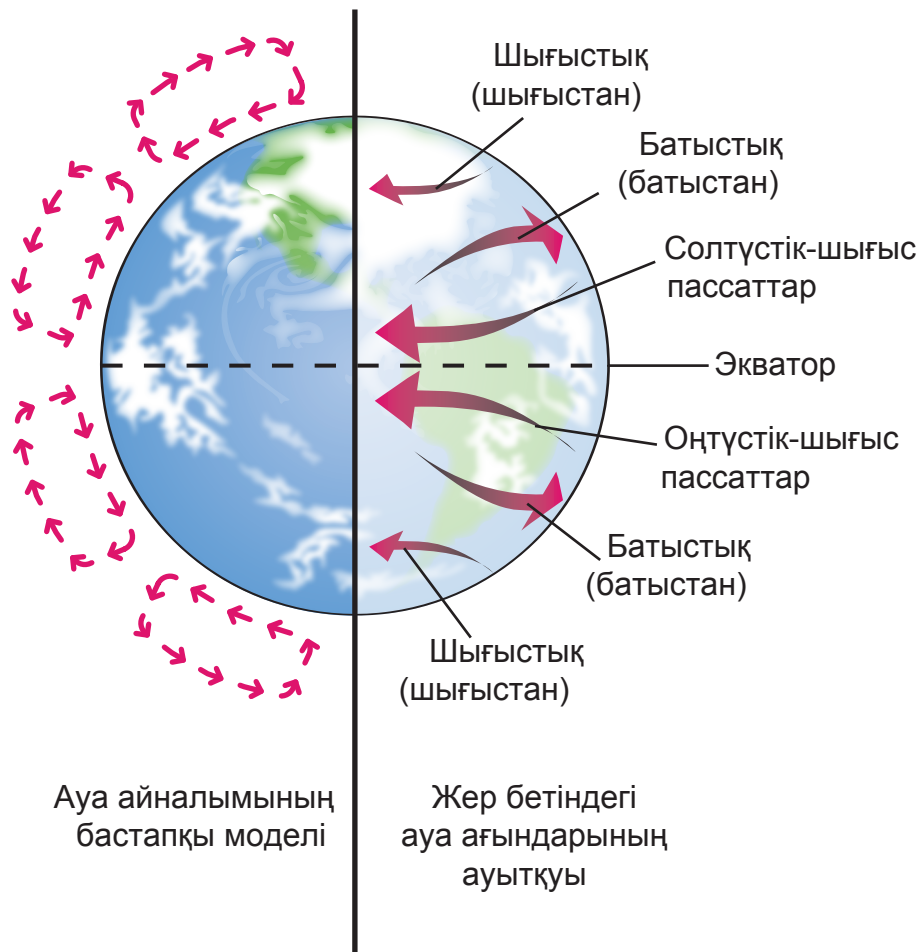 Шығыстық
(шығыстан)
Батыстық
(батыстан)
Солтүстік-шығыс
пассаттар
Экватор
Оңтүстік-шығыс
пассаттар
Батыстық
(батыстан)
Шығыстық
(шығыстан)
Ауа айналымының
бастапқы моделі
Жер бетіндегі
ауа ағындарының
ауытқуы